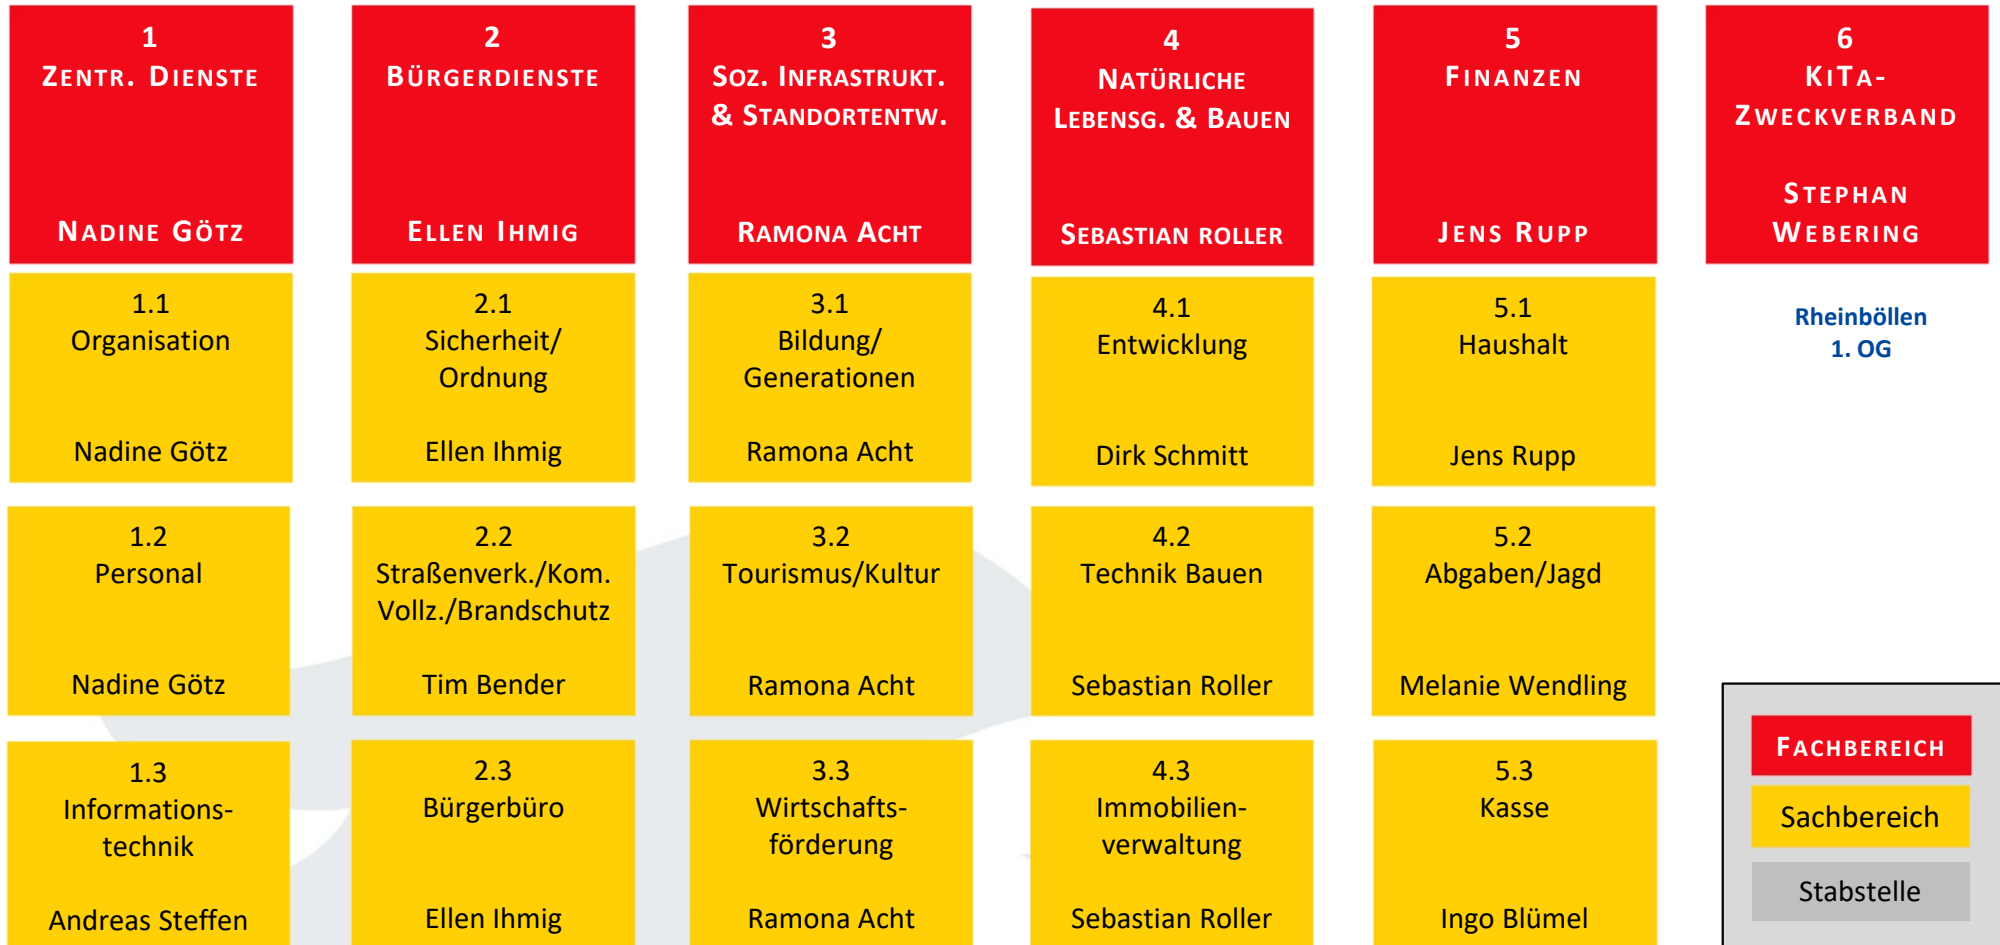 1
ZENTR. DIENSTE
NADINE GÖTZ
2
BÜRGERDIENSTE
ELLEN IHMIG
3
SOZ. INFRASTRUKT.
& STANDORTENTW.
RAMONA ACHT
4
NATÜRLICHE
LEBENSG. & BAUEN
SEBASTIAN ROLLER
5
FINANZEN
JENS RUPP
6
KITA-
ZWECKVERBAND
STEPHAN
WEBERING
1.1
Organisation
Nadine Götz
2.1
Sicherheit/
Ordnung
Ellen Ihmig
3.1
Bildung/
Generationen
Ramona Acht
4.1
Entwicklung
Dirk Schmitt
5.1
Haushalt
Jens Rupp
Rheinböllen
1. OG
1.2
Personal
Nadine Götz
2.2
Straßenverk./Kom.
Vollz./Brandschutz
Tim Bender
3.2
Tourismus/Kultur
Ramona Acht
4.2
Technik Bauen
Sebastian Roller
5.2
Abgaben/Jagd
Melanie Wendling
1.3
Informations-
technik
Andreas Steffen
2.3
Bürgerbüro
Ellen Ihmig
3.3
Wirtschafts-
förderung
Ramona Acht
4.3
Immobilien-
verwaltung
Sebastian Roller
5.3
Kasse
Ingo Blümel
FACHBEREICH
Sachbereich
Stabstelle